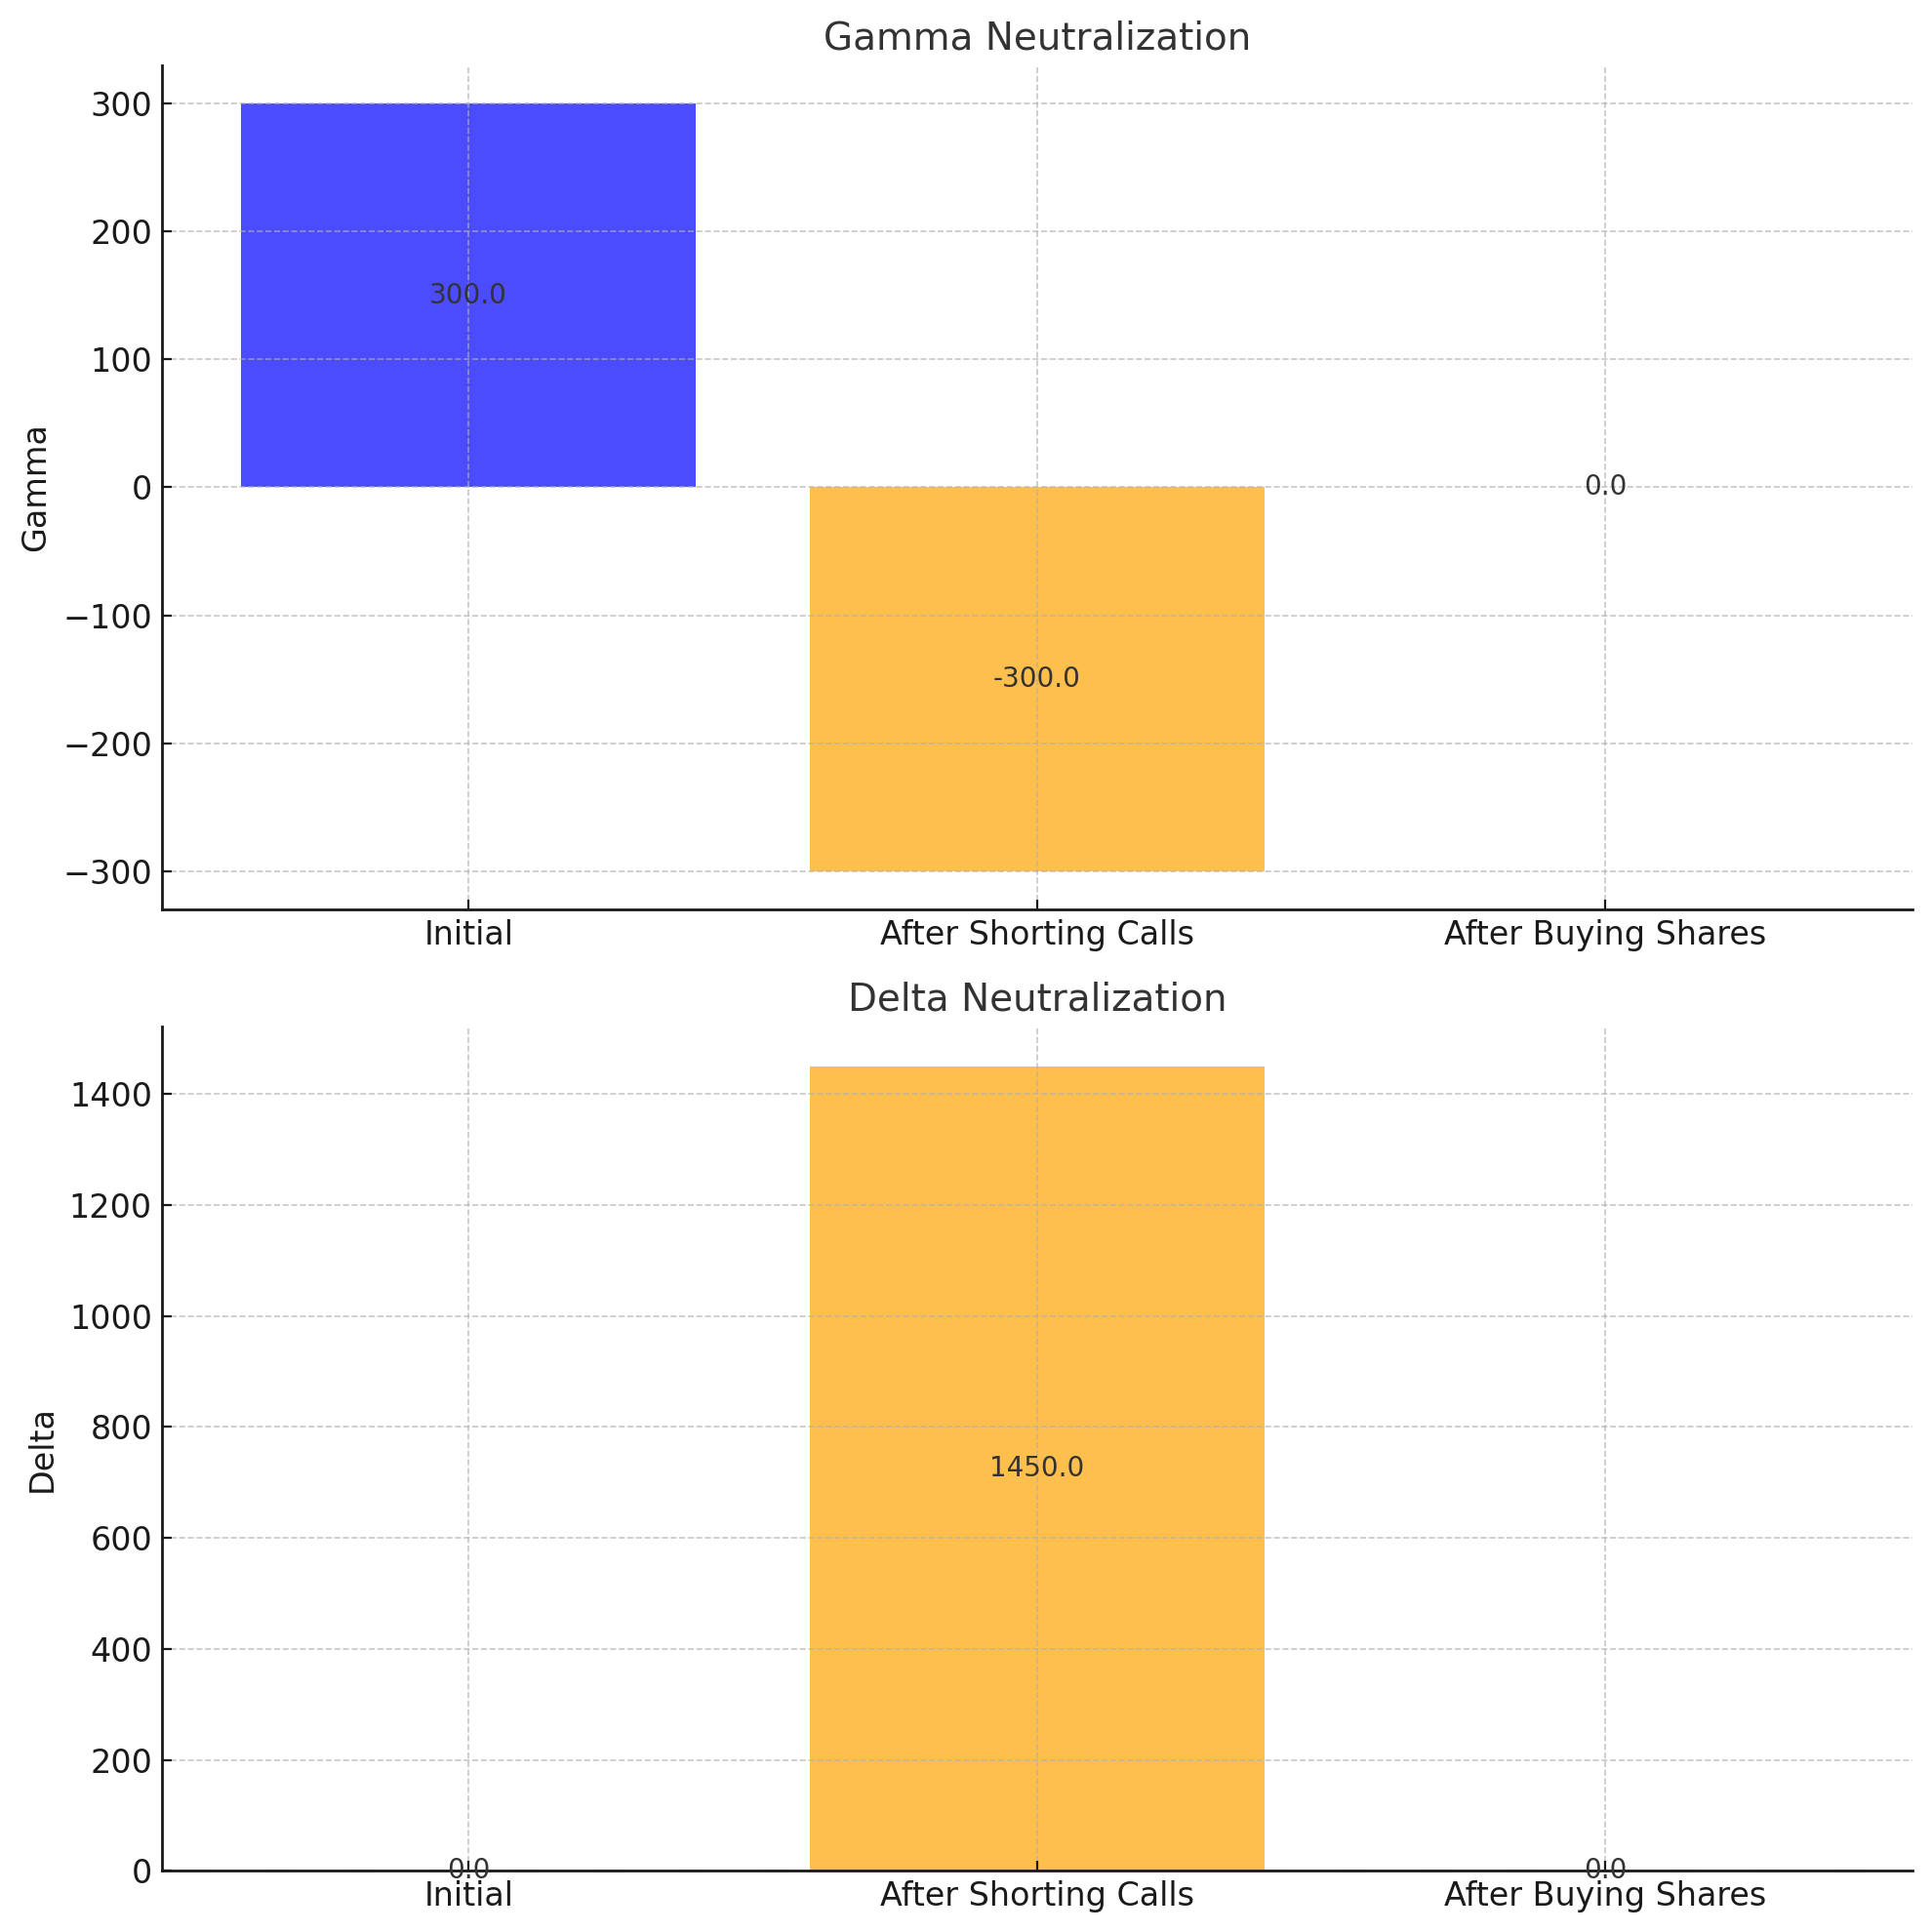 Gamma Neutralization
Gamma
300
200
100
0
−100
−200
−300
300.0
-300.0
0.0
Initial
After Shorting Calls
After Buying Shares
Delta Neutralization
Delta
1400
1200
1000
800
600
400
200
0
0.0
1450.0
0.0
Initial
After Shorting Calls
After Buying Shares